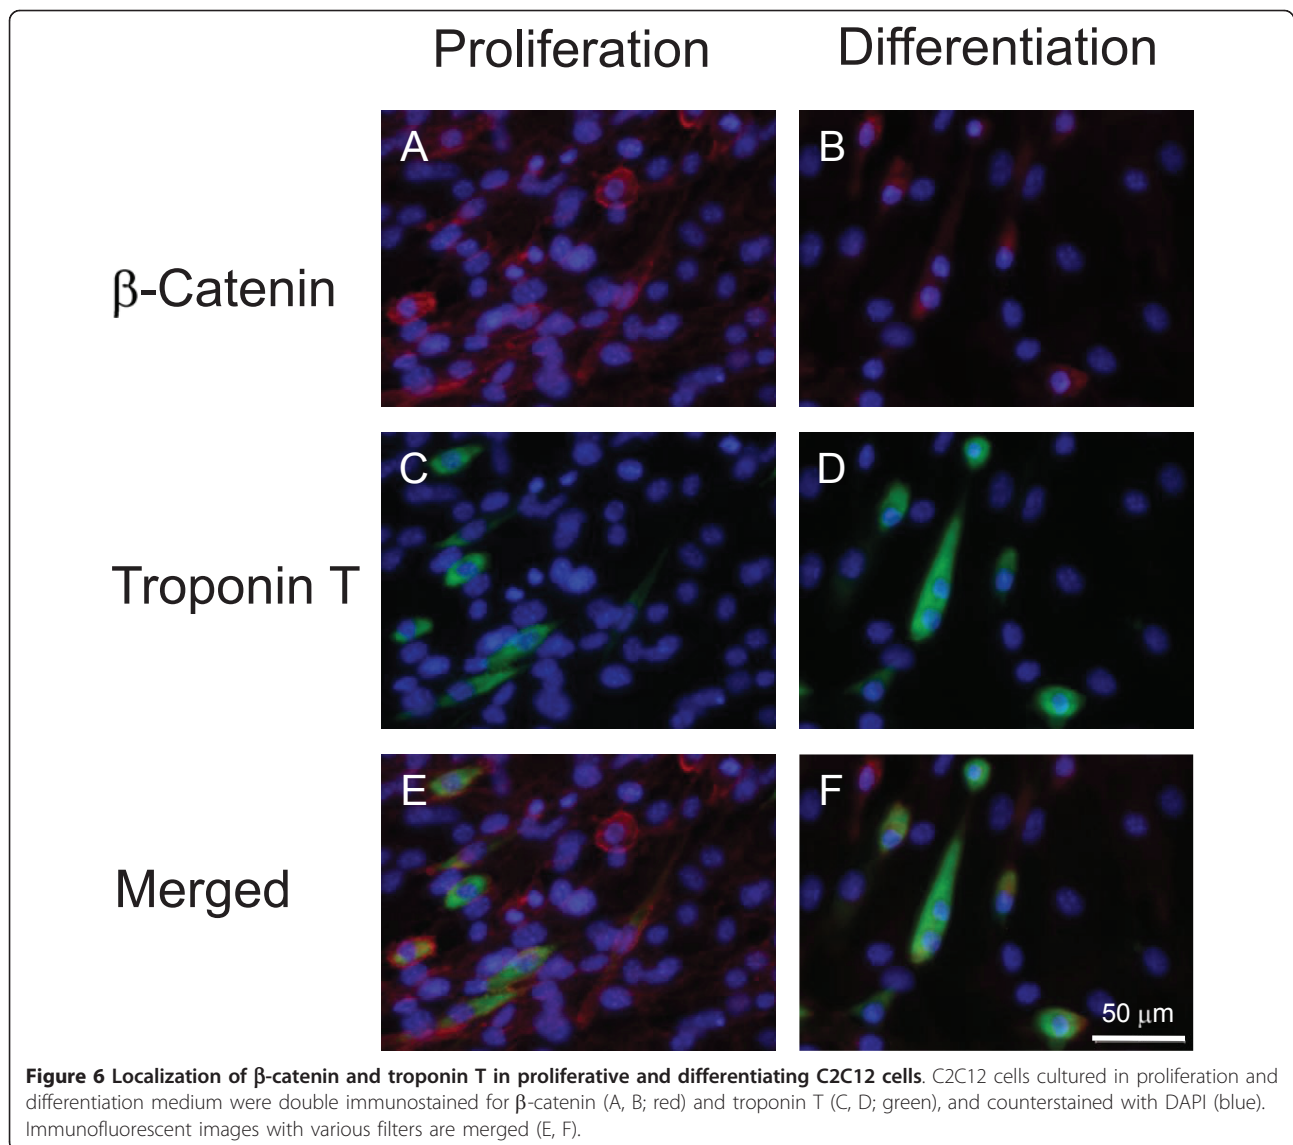 Proliferation Differentiation
A B
β-Catenin
C D
Troponin T
E F
Merged
50 μm
Figure 6 Localization of β-catenin and troponin T in proliferative and differentiating C2C12 cells. C2C12 cells cultured in proliferation and
differentiation medium were double immunostained for β-catenin (A, B; red) and troponin T (C, D; green), and counterstained with DAPI (blue).
Immunofluorescent images with various filters are merged (E, F).